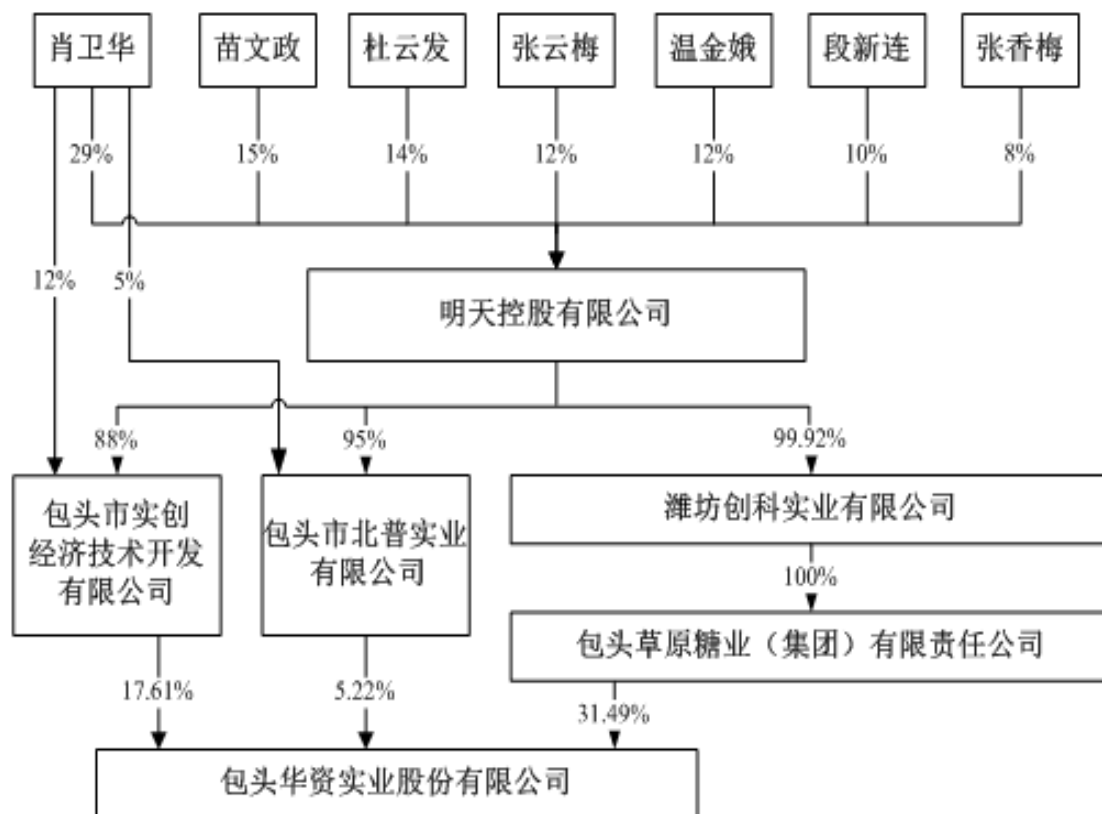 肖卫华
苗文政
杜云发
张云梅
温金娥
段新连
张香梅
29%
15%
14%
12%
12%
10%
8%
12%
5%
明天控股有限公司
88%
95%
99.92%
包头市实创
经济技术开发
有限公司
包头市北普实业
有限公司
潍坊创科实业有限公司
100%
包头草原糖业（集团）有限责任公司
17.61%
5.22%
31.49%
包头华资实业股份有限公司